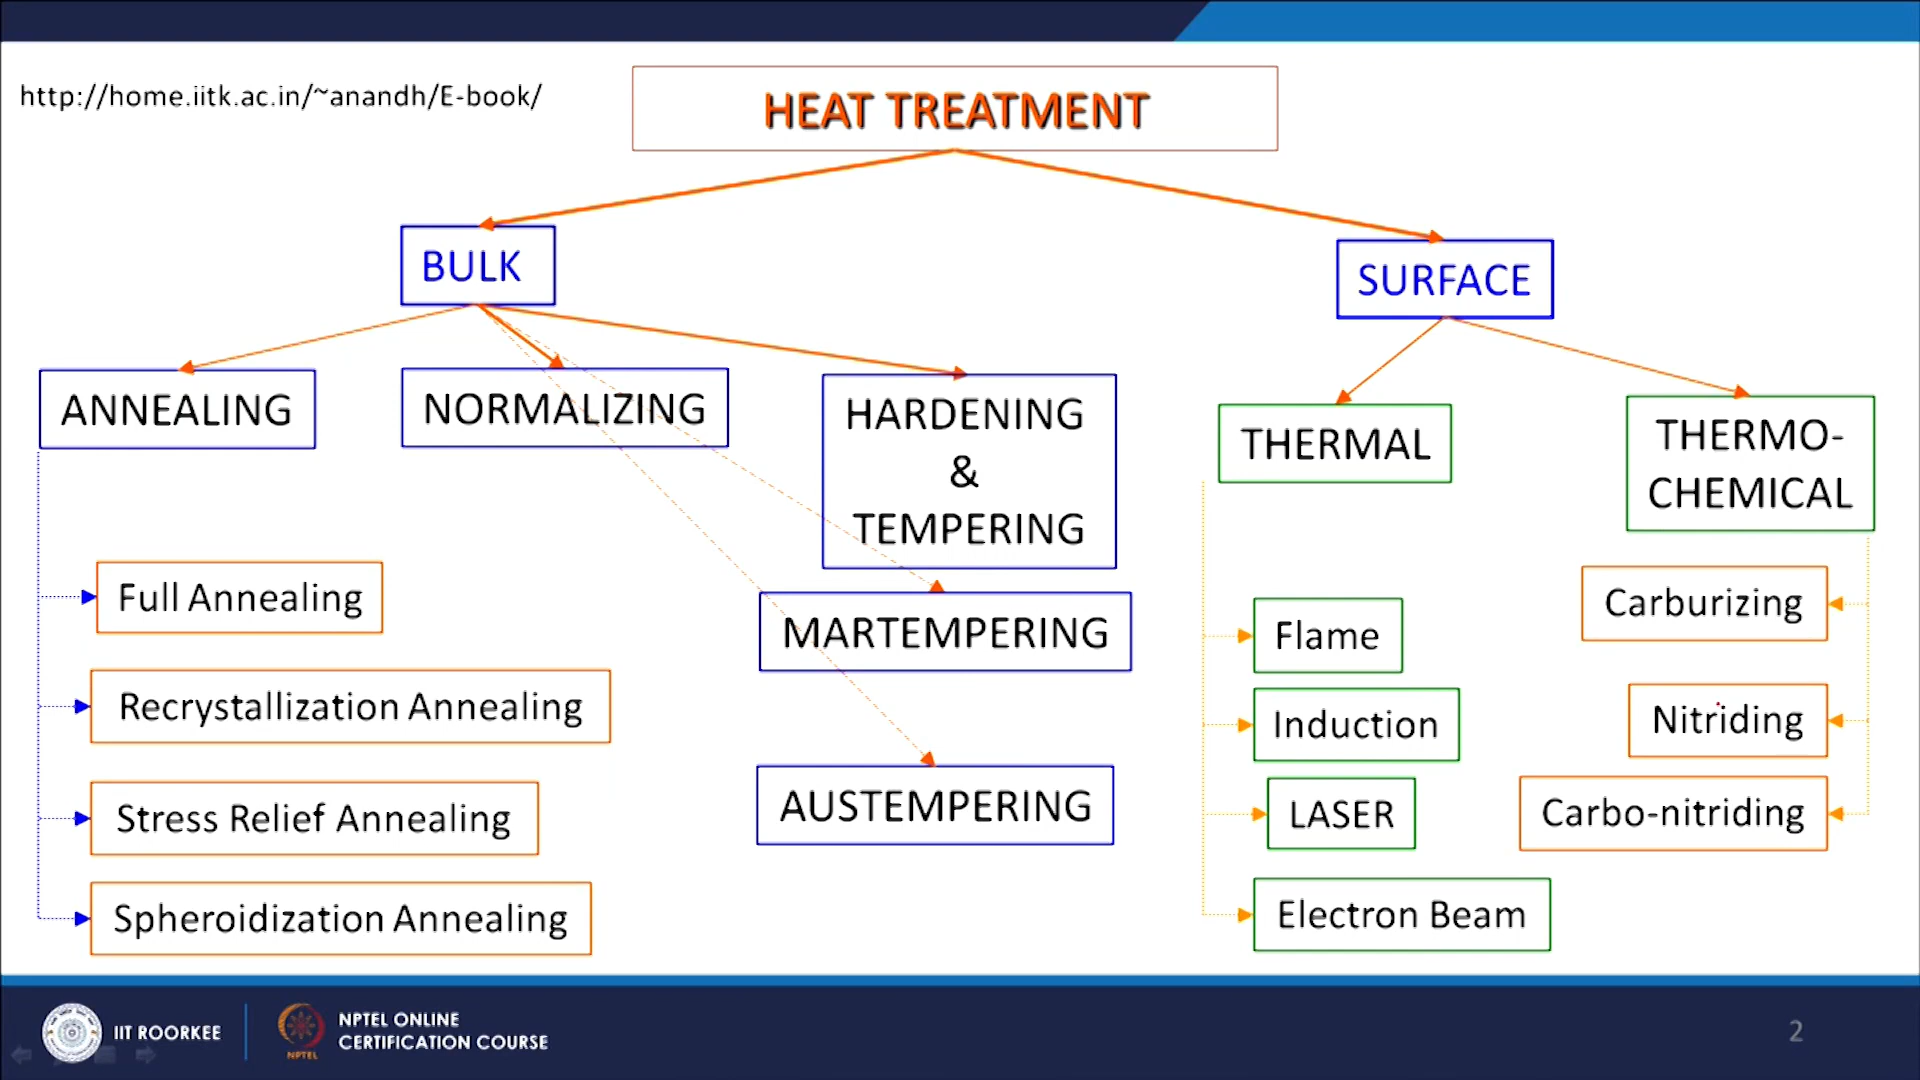 http://home.iitk.ac.in/~anandh/E-book/
HEAT TREATMENT
BULK
SURFACE
ANNEALING
NORMALIZING
HARDENING
&
TEMPERING
THERMAL
THERMO-
CHEMICAL
Full Annealing
Recrystallization Annealing
Stress Relief Annealing
Spheroidization Annealing
MARTEMPERING
AUSTEMPERING
Flame
Induction
LASER
Electron Beam
Carburizing
Nitriding
Carbo-nitriding
IIT ROORKEE
NPTEL
NPTEL ONLINE
CERTIFICATION COURSE
2